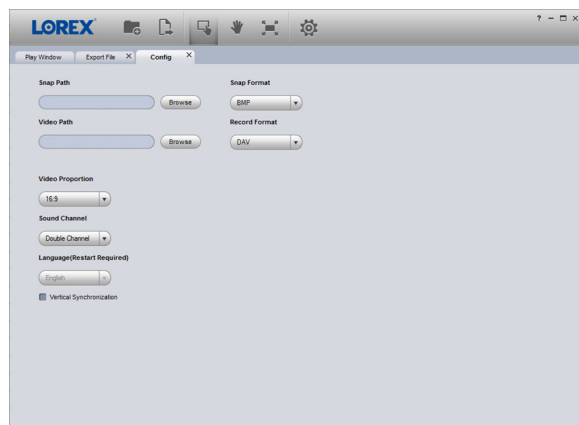 LOREX
? - □ ×
Play Window Export File X Config X
Snap Path Snap Format
Browse BMP
Video Path Record Format
Browse DAV
Video Proportion
16:9
Sound Channel
Double Channel
Language(Restart Required)
English
Vertical Synchronization